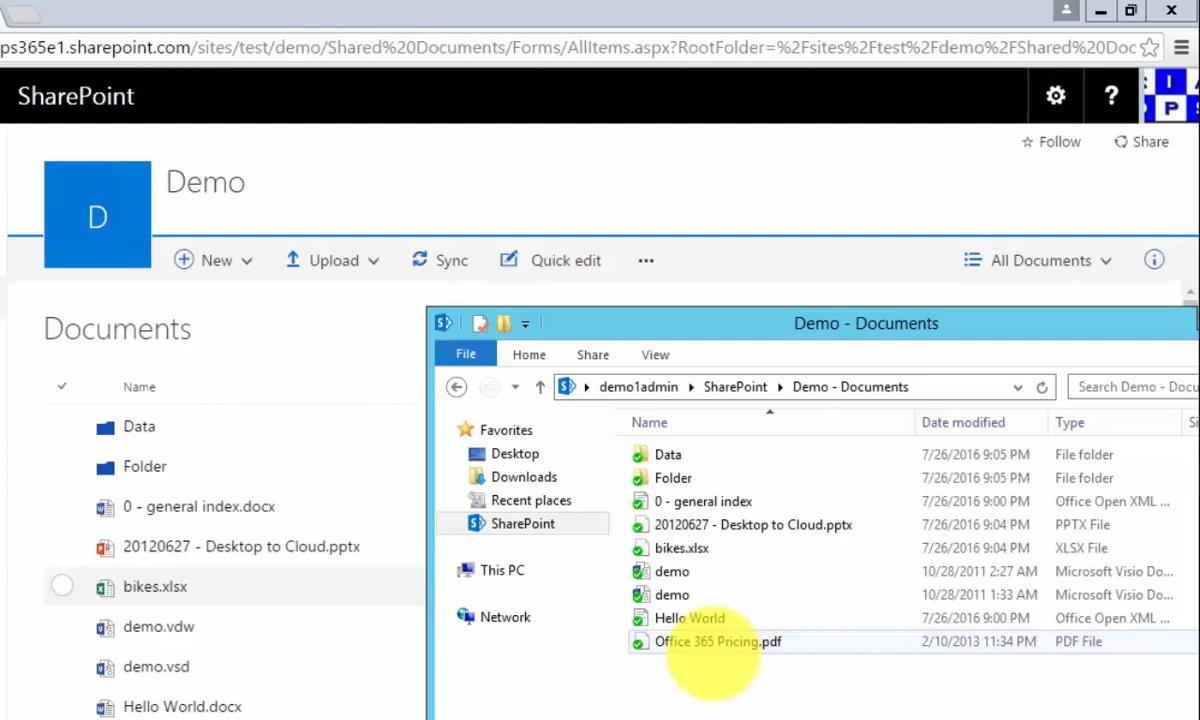 ps365e1.sharepoint.com/sites/test/demo/Shared%20Documents/Forms/AllItems.aspx?RootFolder=%2Fsites%2Ftest%2Fdemo%2FShared%20Doc
SharePoint
?
I
P
Follow Share
D
Demo
New Upload Sync Quick edit ... All Documents
Documents
Name
Data
Folder
0 - general index.docx
20120627 - Desktop to Cloud.pptx
bikes.xlsx
demo.vdw
demo.vsd
Hello World.docx
Demo - Documents
File Home Share View
demo1admin SharePoint Demo - Documents Search Demo - Docu
Favorites
Desktop
Downloads
Recent places
SharePoint
This PC
Network
Name Date modified Type Si
Data 7/26/2016 9:05 PM File folder
Folder 7/26/2016 9:05 PM File folder
0 - general index 7/26/2016 9:00 PM Office Open XML ...
20120627 - Desktop to Cloud.pptx 7/26/2016 9:04 PM PPTX File
bikes.xlsx 7/26/2016 9:04 PM XLSX File
demo 10/28/2011 2:27 AM Microsoft Visio Do...
demo 10/28/2011 1:33 AM Microsoft Visio Do...
Hello World 7/26/2016 9:00 PM Office Open XML ...
Office 365 Pricing.pdf 2/10/2013 11:34 PM PDF File